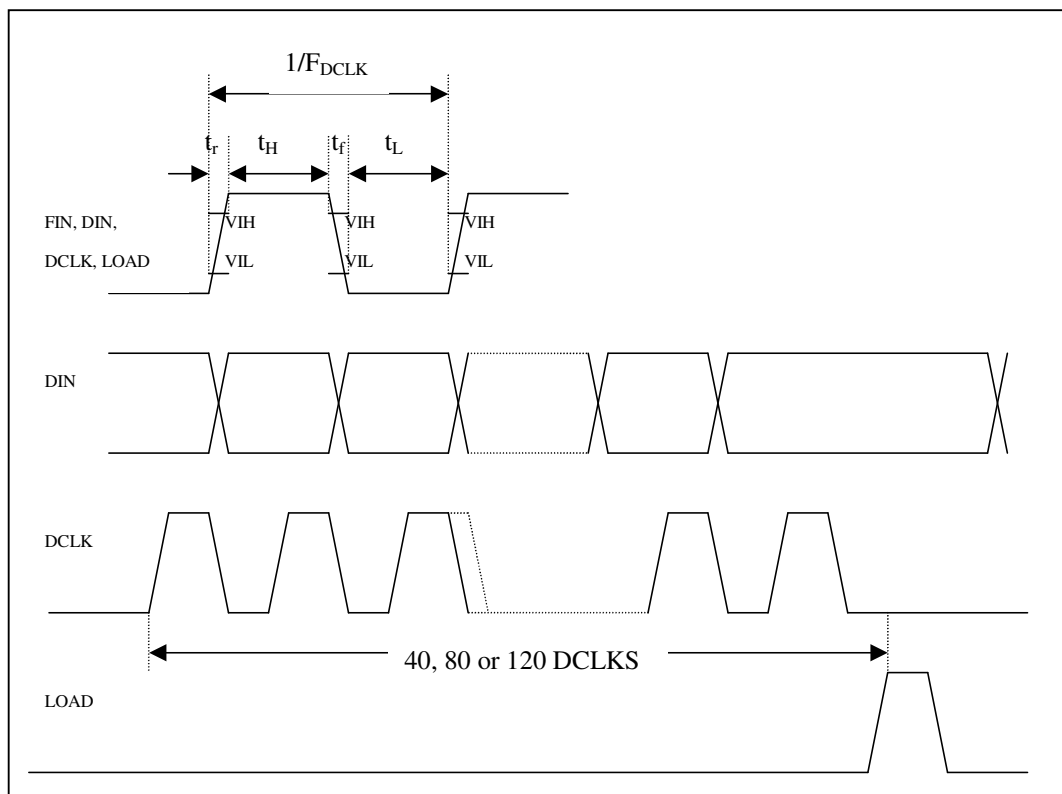 1/FDCLK
tr tH tf tL
FIN, DIN, VIH VIH VIH
DCLK, LOAD VIL VIL VIL
DIN
DCLK
40, 80 or 120 DCLKS
LOAD